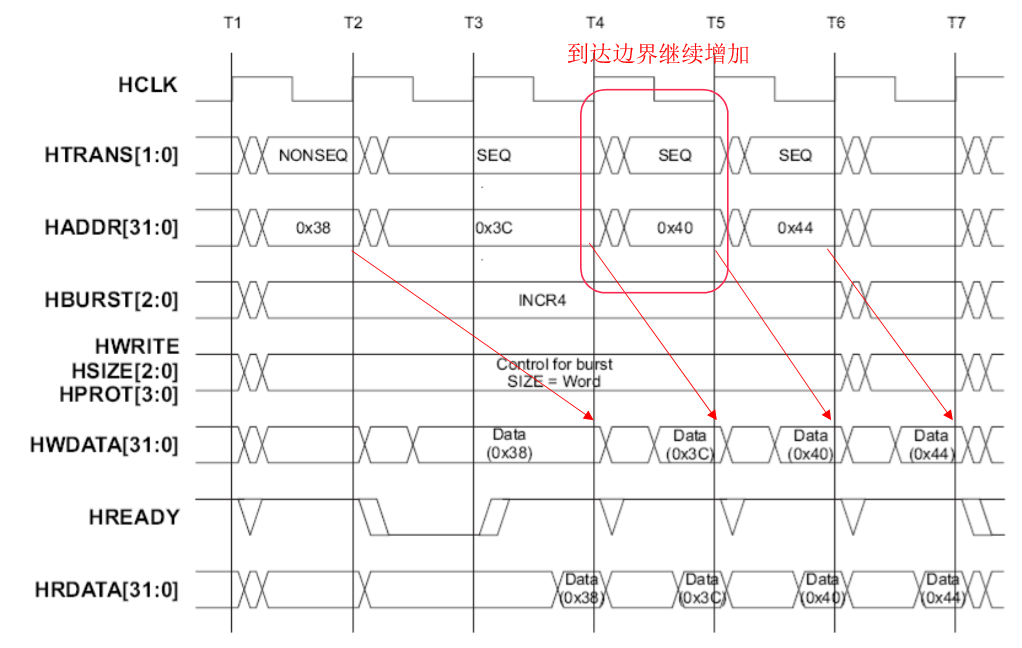 T1 T2 T3 T4 T5 T6 T7
到达边界继续增加
HCLK
HTRANS[1:0] NONSEQ SEQ SEQ SEQ
HADDR[31:0] 0x38 0x3C 0x40 0x44
HBURST[2:0] INCR4
HWRITE
HSIZE[2:0] Control for burst
HPROT[3:0] SIZE = Word
HWDATA[31:0] Data Data Data Data
(0x38) (0x3C) (0x40) (0x44)
HREADY
HRDATA[31:0] Data Data Data Data
(0x38) (0x3C) (0x40) (0x44)